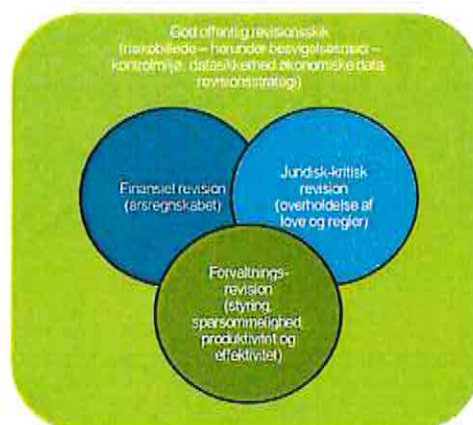 God offentlig revisionsskik
(risikobillede – herunder besvigelsesrisici –
kontrolmiljø, datasikkerhed økonomiske data
revisionsstrategi)
Finansiel revision
(årsregnskabet)
Juridisk-kritisk
revision
(overholdelse af
love og regler)
Forvaltnings-
revision
(styring,
sparsommelighed,
produktivitet og
effektivitet)